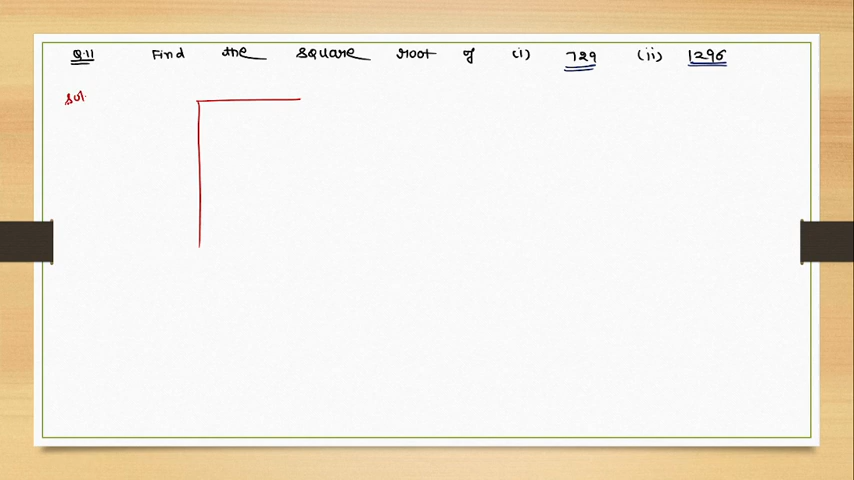 Q.11 Find the square root of (i) 729 (ii) 1296
Sol.